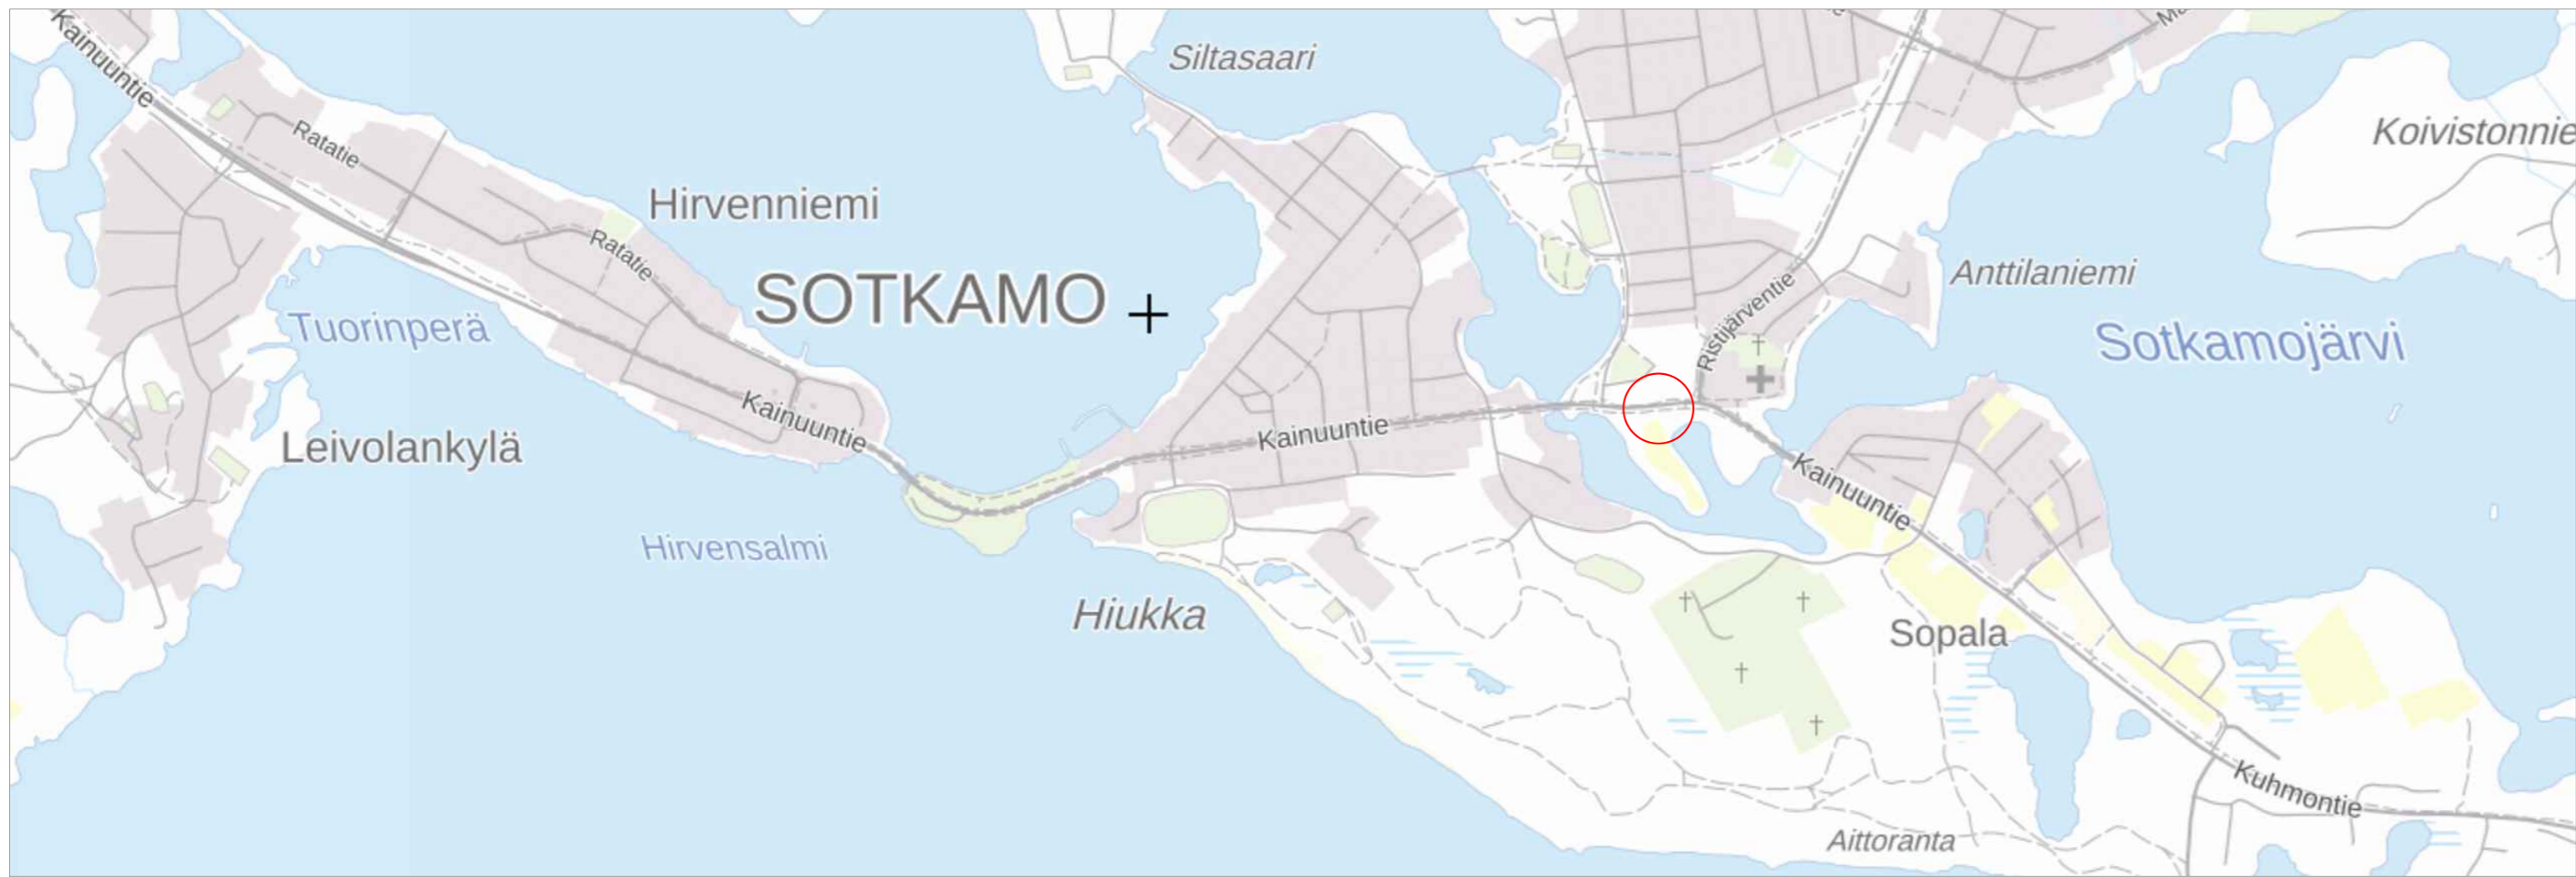 Kainuuntie
Siltasaari
Ratatie
Koivistonnie
Hirvenniemi
Ratatie
SOTKAMO
Anttilaniemi
Ristijärventie
Tuorinperä
Sotkamojärvi
Kainuuntie
Kainuuntie
Leivolankylä
Kainuuntie
Hirvensalmi
Hiukka
Sopala
Kuhmontie
Aittoranta